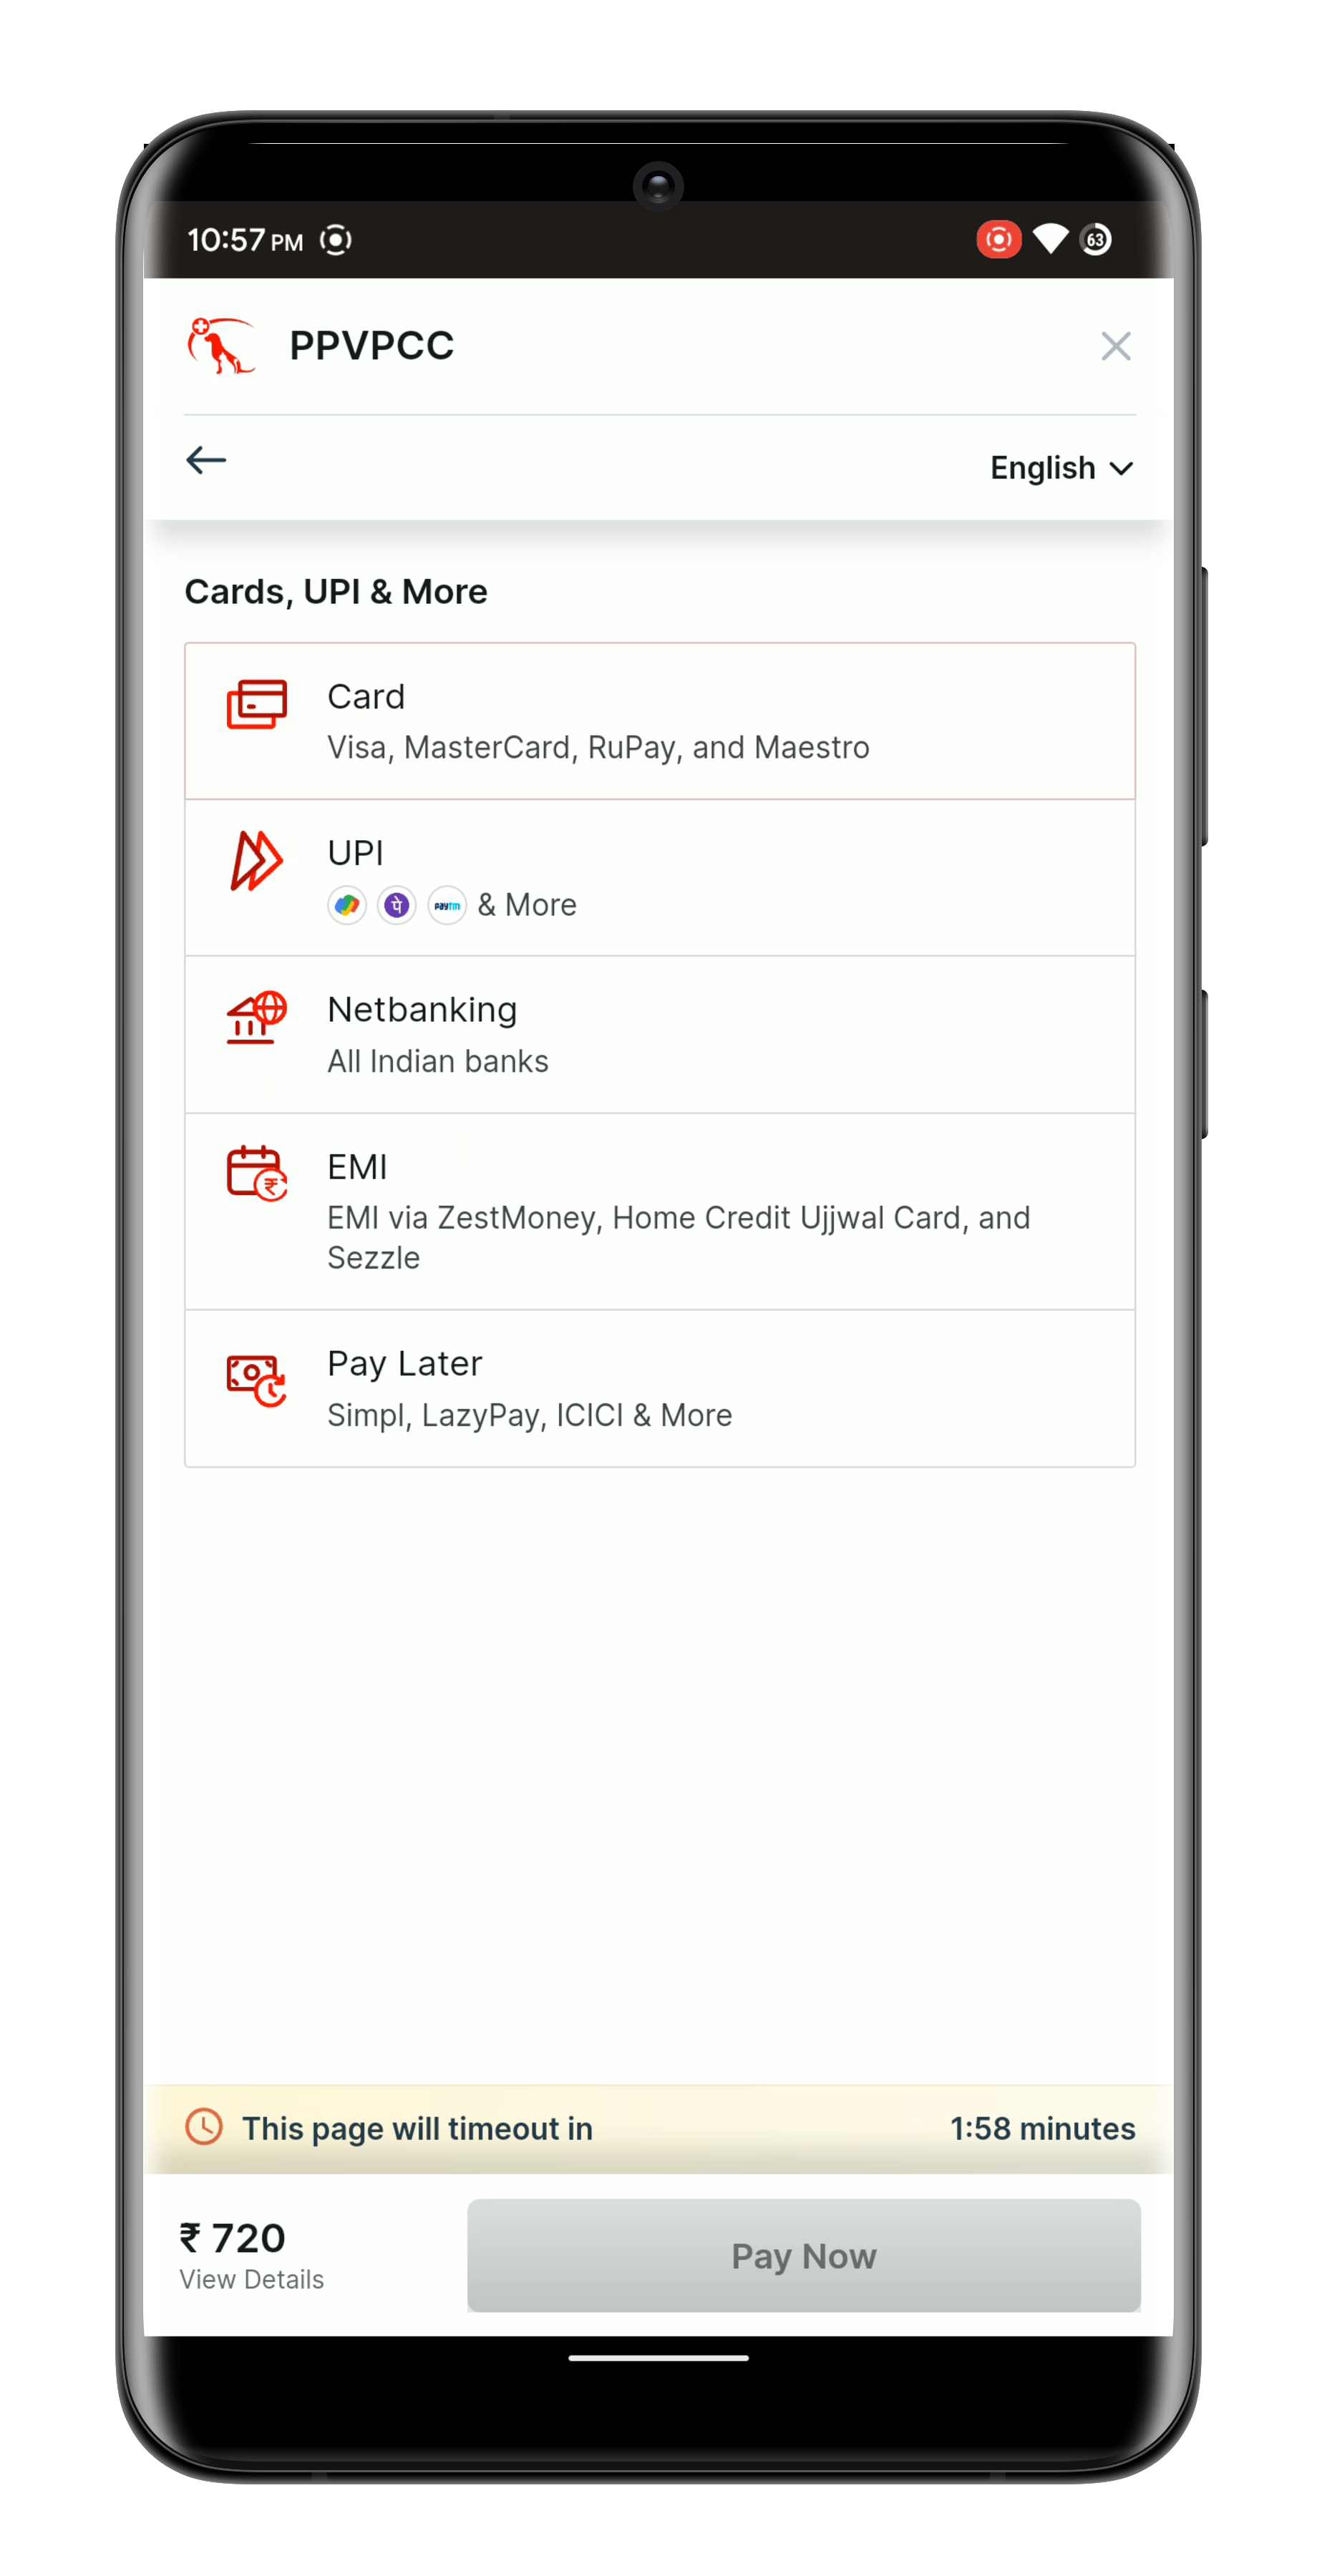 10:57 PM
63
PPVPCC
English
Cards, UPI & More
Card
Visa, MasterCard, RuPay, and Maestro
UPI
पे paytm & More
Netbanking
All Indian banks
EMI
₹
EMI via ZestMoney, Home Credit Ujjwal Card, and
Sezzle
Pay Later
Simpl, LazyPay, ICICI & More
This page will timeout in 1:58 minutes
₹ 720
View Details
Pay Now